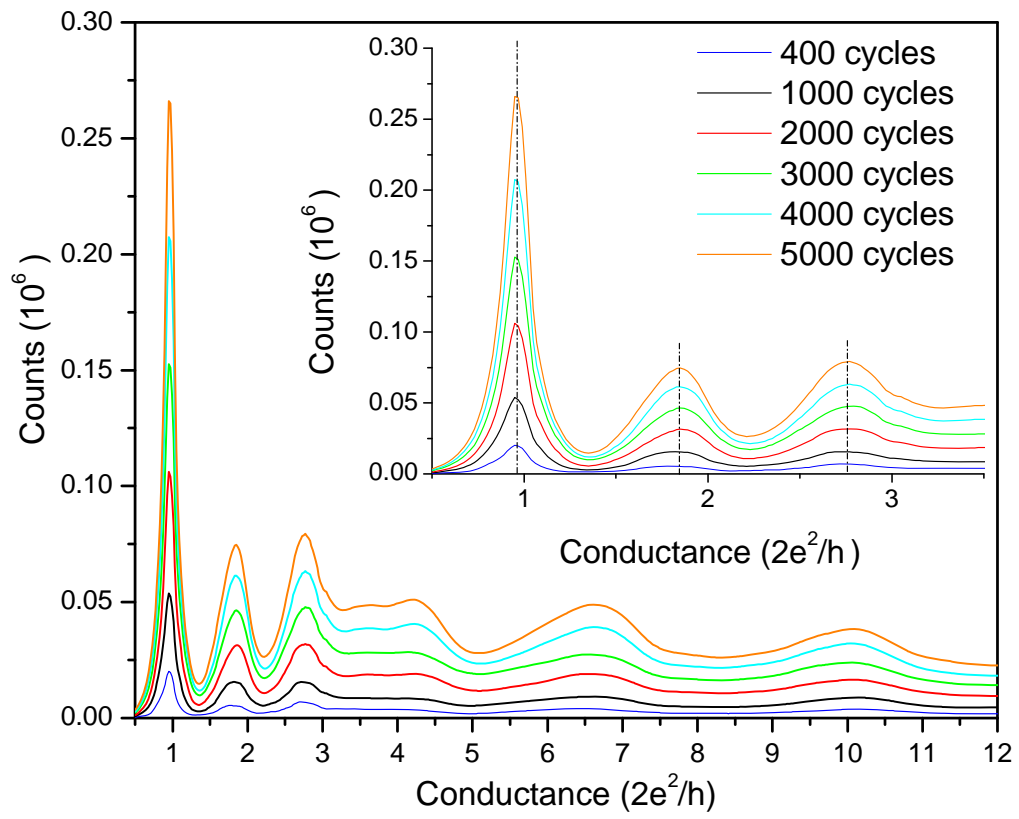 0.30
0.25
0.20
0.15
0.10
0.05
0.00
Counts (10⁶)
1 2 3 4 5 6 7 8 9 10 11 12
Conductance (2e²/h)
0.30
0.25
0.20
0.15
0.10
0.05
0.00
Counts (10⁶)
1 2 3
Conductance (2e²/h)
400 cycles
1000 cycles
2000 cycles
3000 cycles
4000 cycles
5000 cycles